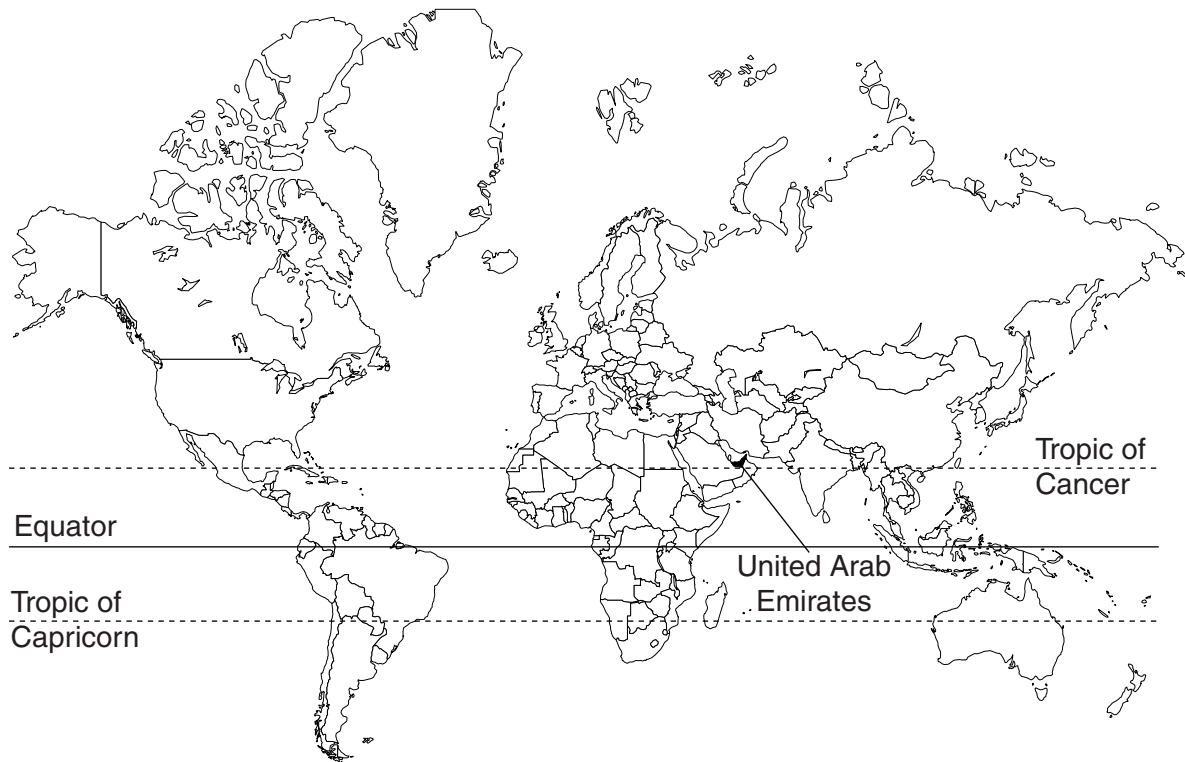 Tropic of
Cancer
Equator
United Arab
Emirates
Tropic of
Capricorn